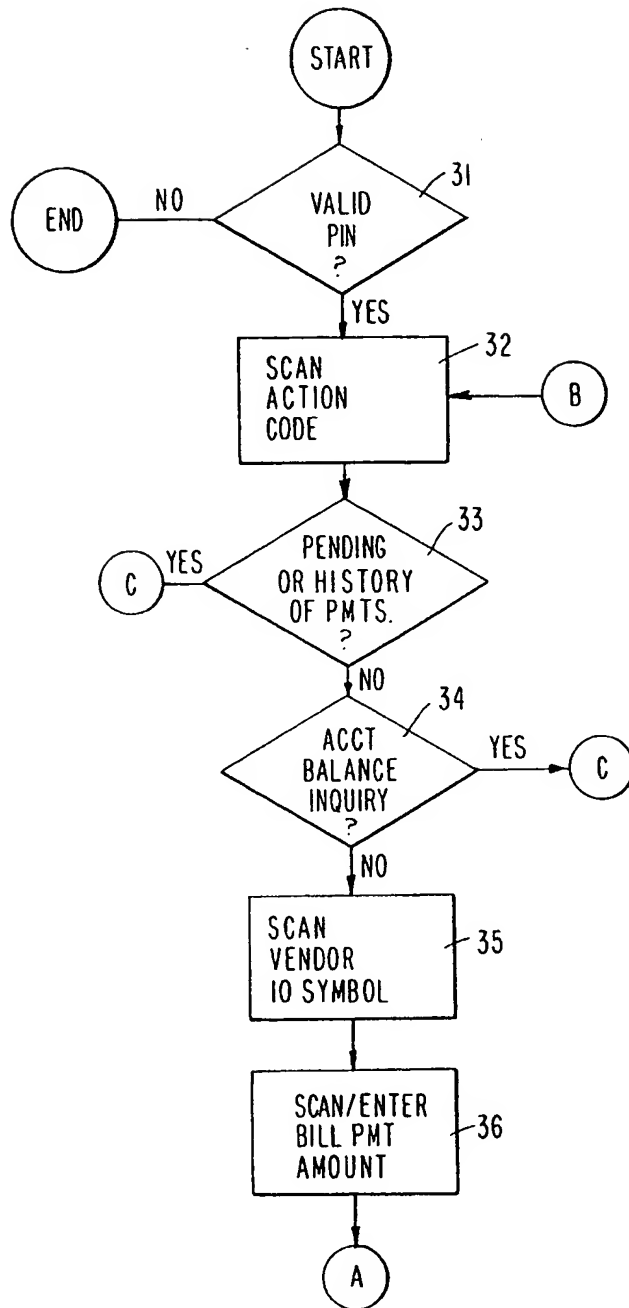 START
31
NO
END
VALID
PIN
?
YES
32
SCAN
ACTION
CODE
B
33
YES
C
PENDING
OR HISTORY
OF PMTS.
?
NO
34
ACCT
BALANCE
INQUIRY
?
YES
C
NO
SCAN
VENDOR
IO SYMBOL
35
SCAN/ENTER
BILL PMT
AMOUNT
36
A